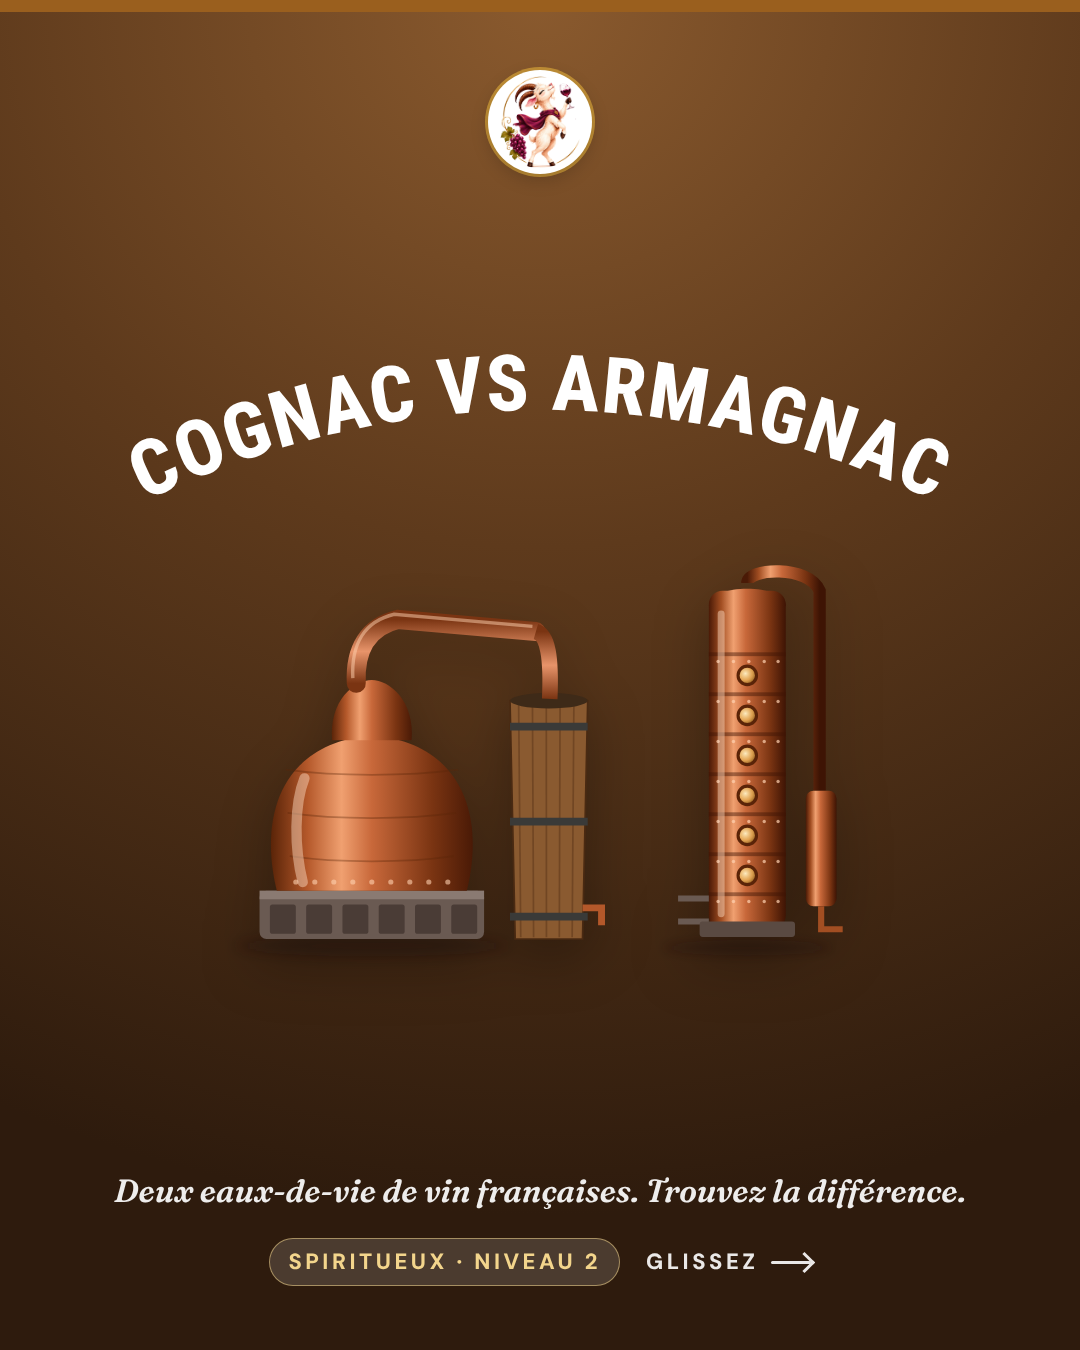 COGNAC VS ARMAGNAC
Deux eaux-de-vie de vin françaises. Trouvez la différence.
SPIRITUEUX · NIVEAU 2
GLISSEZ →